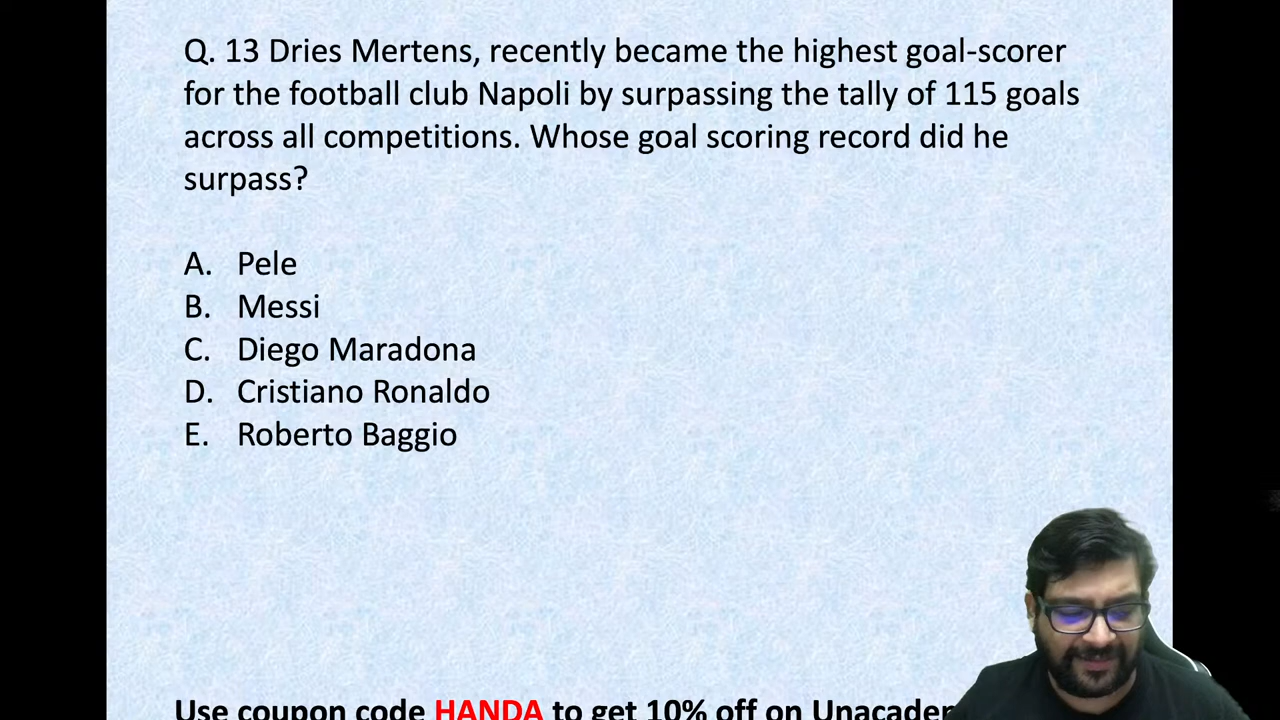 Q. 13 Dries Mertens, recently became the highest goal-scorer
for the football club Napoli by surpassing the tally of 115 goals
across all competitions. Whose goal scoring record did he
surpass?
A. Pele
B. Messi
C. Diego Maradona
D. Cristiano Ronaldo
E. Roberto Baggio
Use coupon code HANDA to get 10% off on